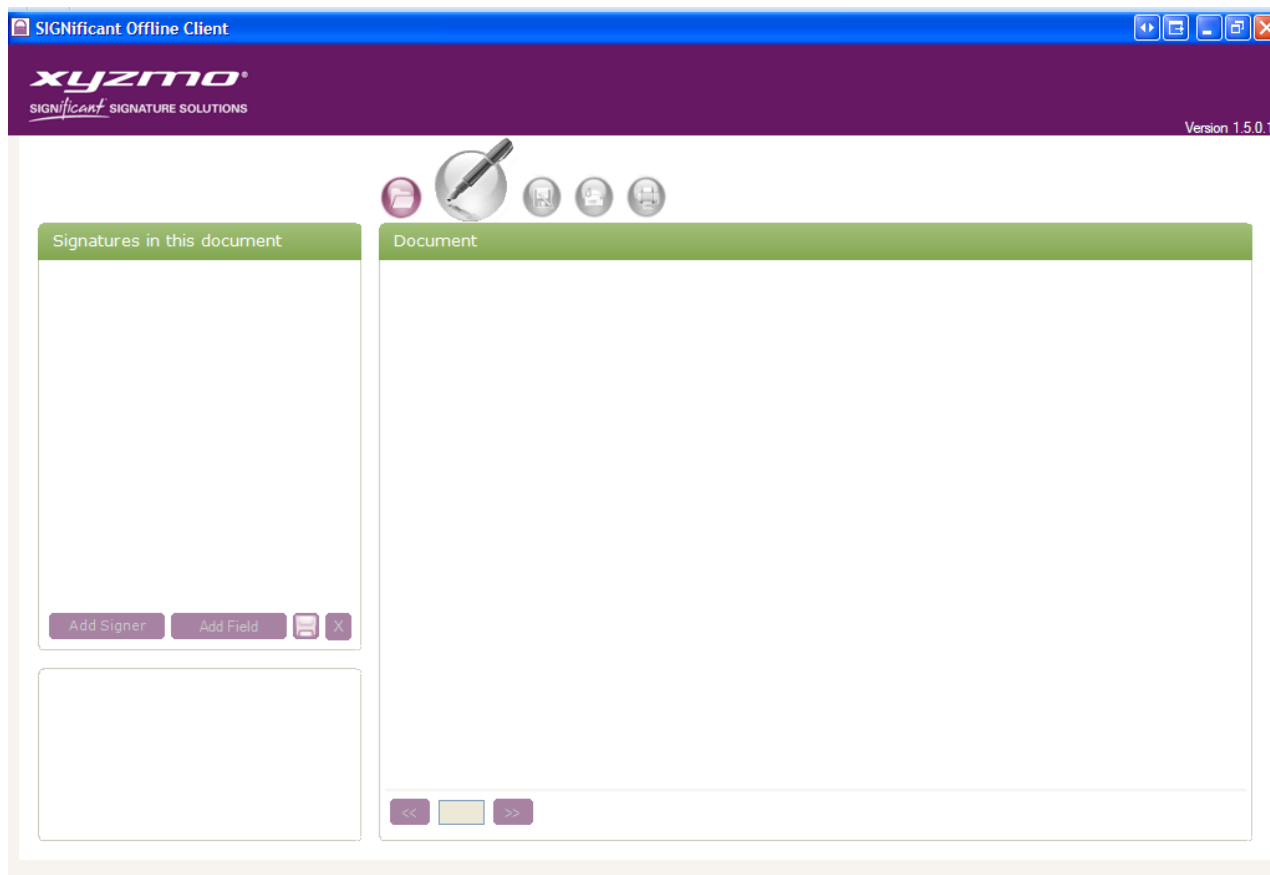 SIGNificant Offline Client
xyzmo®
SIGNificant SIGNATURE SOLUTIONS
Version 1.5.0.1
Signatures in this document
Document
Add Signer Add Field X
<< >>